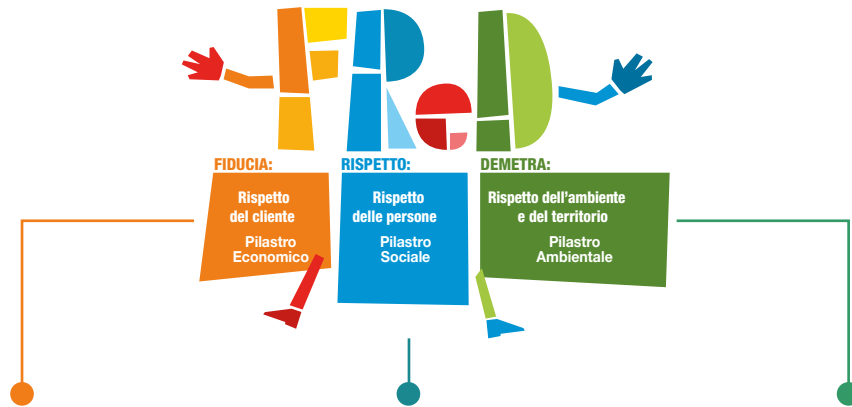 FReD
FIDUCIA:
Rispetto
del cliente
Pilastro
Economico
RISPETTO:
Rispetto
delle persone
Pilastro
Sociale
DEMETRA:
Rispetto dell'ambiente
e del territorio
Pilastro
Ambientale